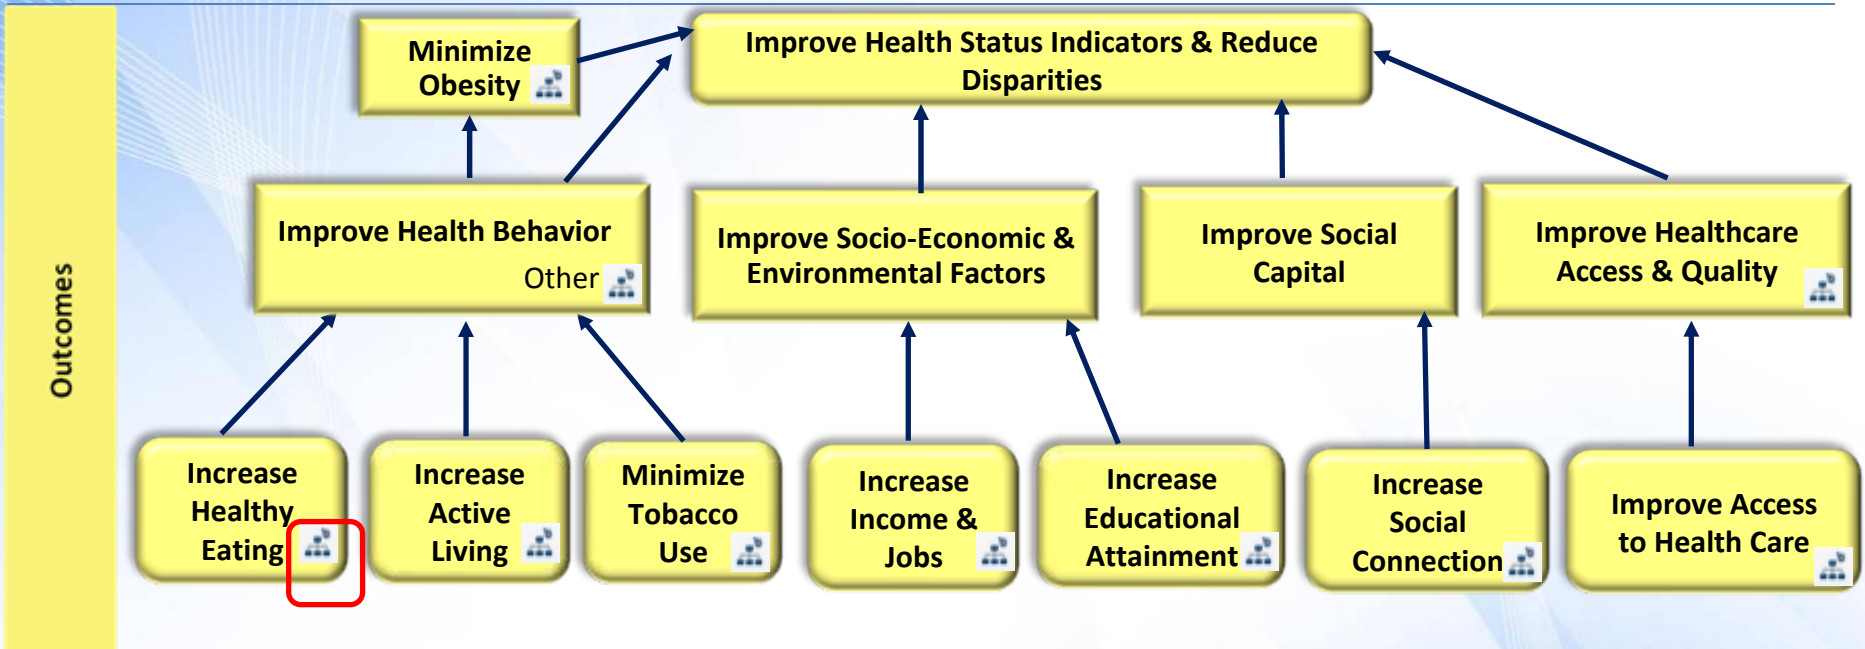 Outcomes
Minimize
Obesity
Improve Health Status Indicators & Reduce
Disparities
Improve Health Behavior
Other
Improve Socio-Economic &
Environmental Factors
Improve Social
Capital
Improve Healthcare
Access & Quality
Increase
Healthy
Eating
Increase
Active
Living
Minimize
Tobacco
Use
Increase
Income &
Jobs
Increase
Educational
Attainment
Increase
Social
Connection
Improve Access
to Health Care